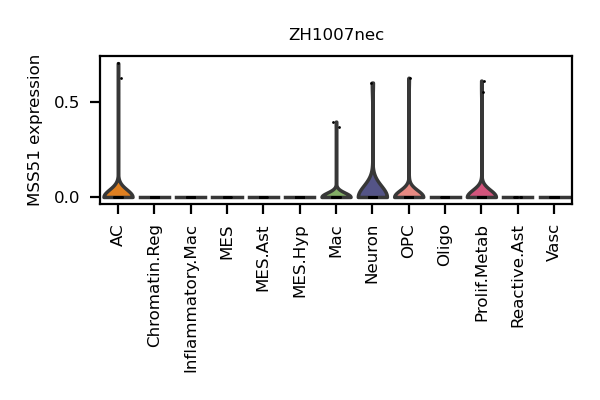 ZH1007nec
MSS51 expression
0.5
0.0
AC
Chromatin.Reg
Inflammatory.Mac
MES
MES.Ast
MES.Hyp
Mac
Neuron
OPC
Oligo
Prolif.Metab
Reactive.Ast
Vasc